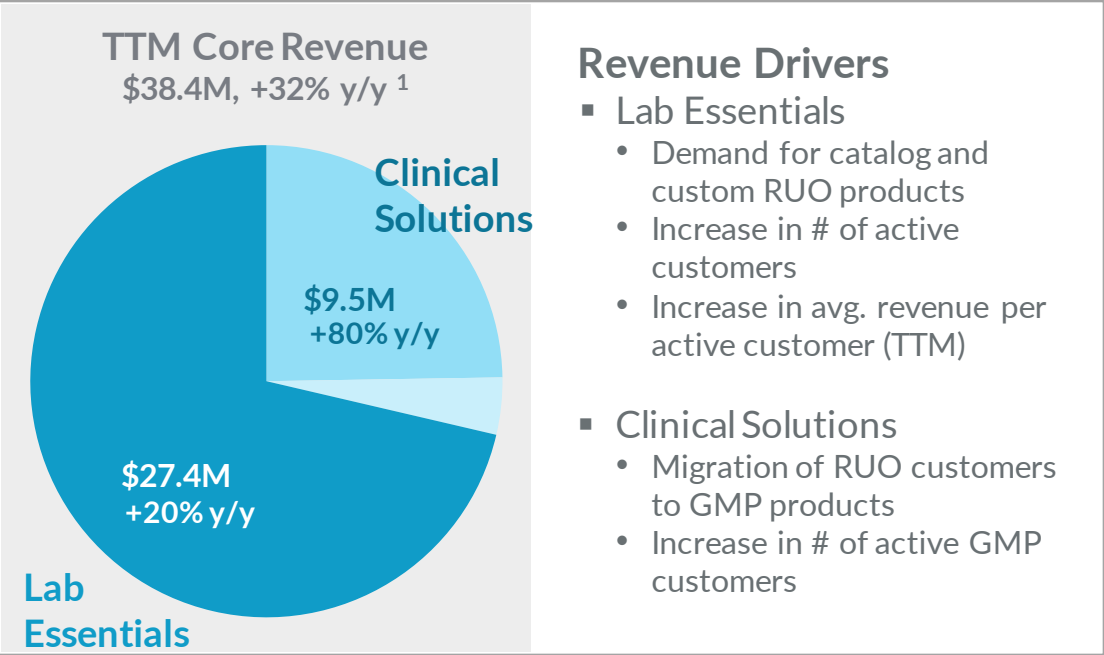 TTM Core Revenue
$38.4M, +32% y/y 1
Clinical
Solutions
$9.5M
+80% y/y
$27.4M
+20% y/y
Lab
Essentials
Revenue Drivers
▪ Lab Essentials
• Demand for catalog and
custom RUO products
• Increase in # of active
customers
• Increase in avg. revenue per
active customer (TTM)
▪ Clinical Solutions
• Migration of RUO customers
to GMP products
• Increase in # of active GMP
customers